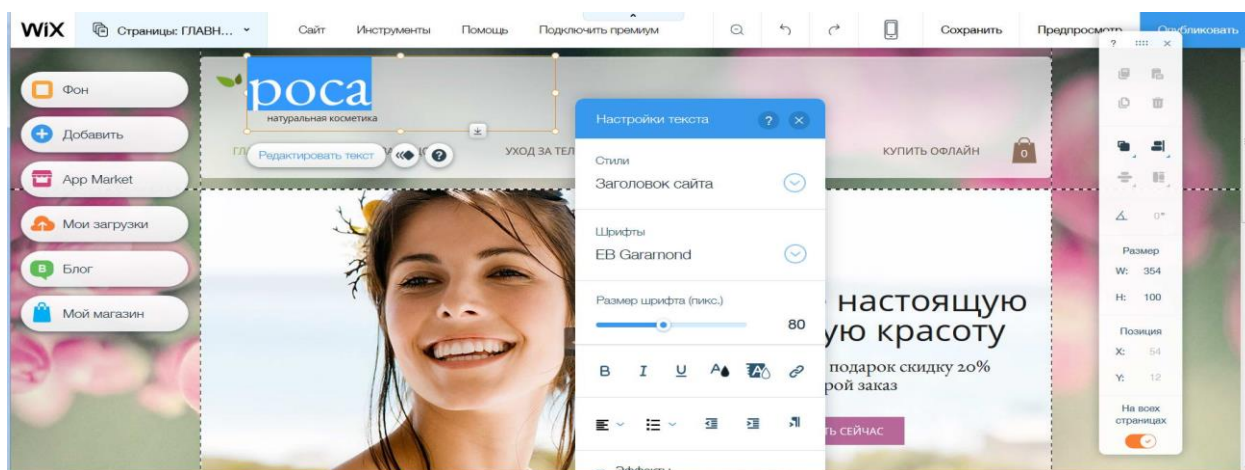 WiX Страницы: ГЛАВН... Сайт Инструменты Помощь Подключить премиум Сохранить Предпросмотр Опубликовать
Фон
Добавить
App Market
Мои загрузки
Блог
Мой магазин
роса
натуральная косметика
Редактировать текст
УХОД ЗА ТЕЛ
КУПИТЬ ОФЛАЙН 0
Настройки текста ? ×
Стили
Заголовок сайта
Шрифты
EB Garamond
Размер шрифта (пикс.)
80
B I U
настоящую
ую красоту
подарок скидку 20%
рой заказ
ТЬ СЕЙЧАС
Эффекты
? ×
0°
Размер
W: 354
H: 100
Позиция
X: 54
Y: 12
На всех
страницах